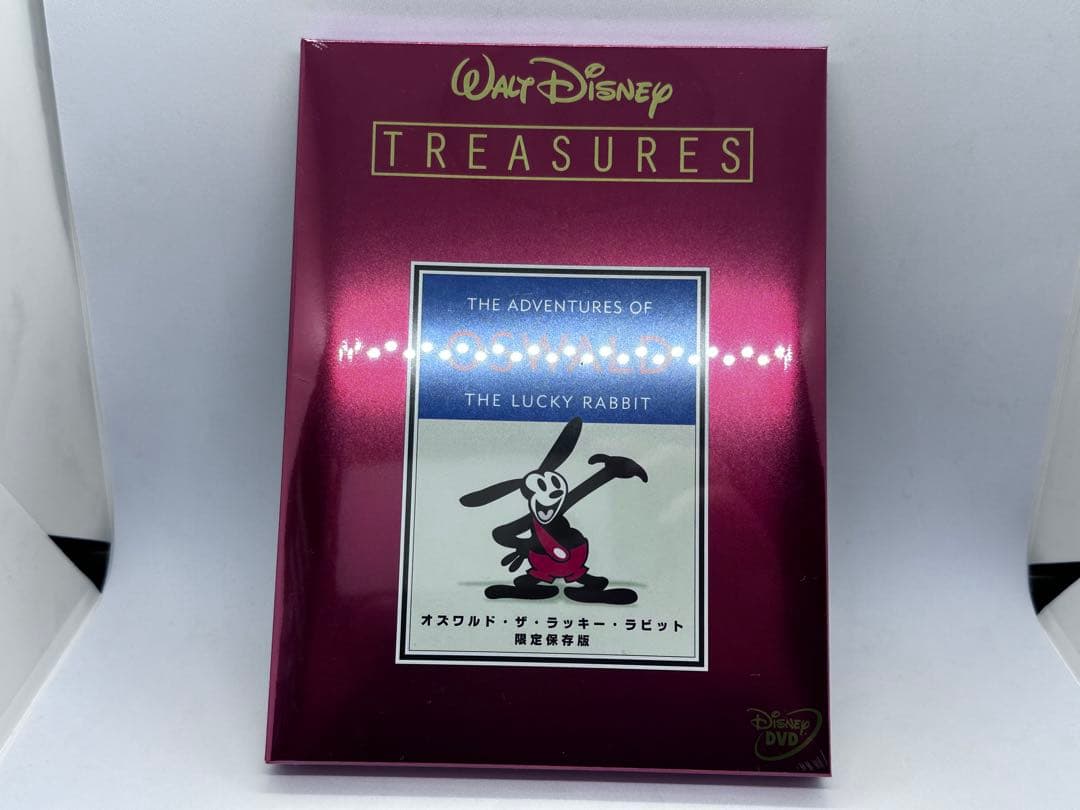 WALT DISNEY
TREASURES
THE ADVENTURES OF
OSWALD
THE LUCKY RABBIT
オズワルド・ザ・ラッキー・ラビット
限定保存版
DISNEY
DVD